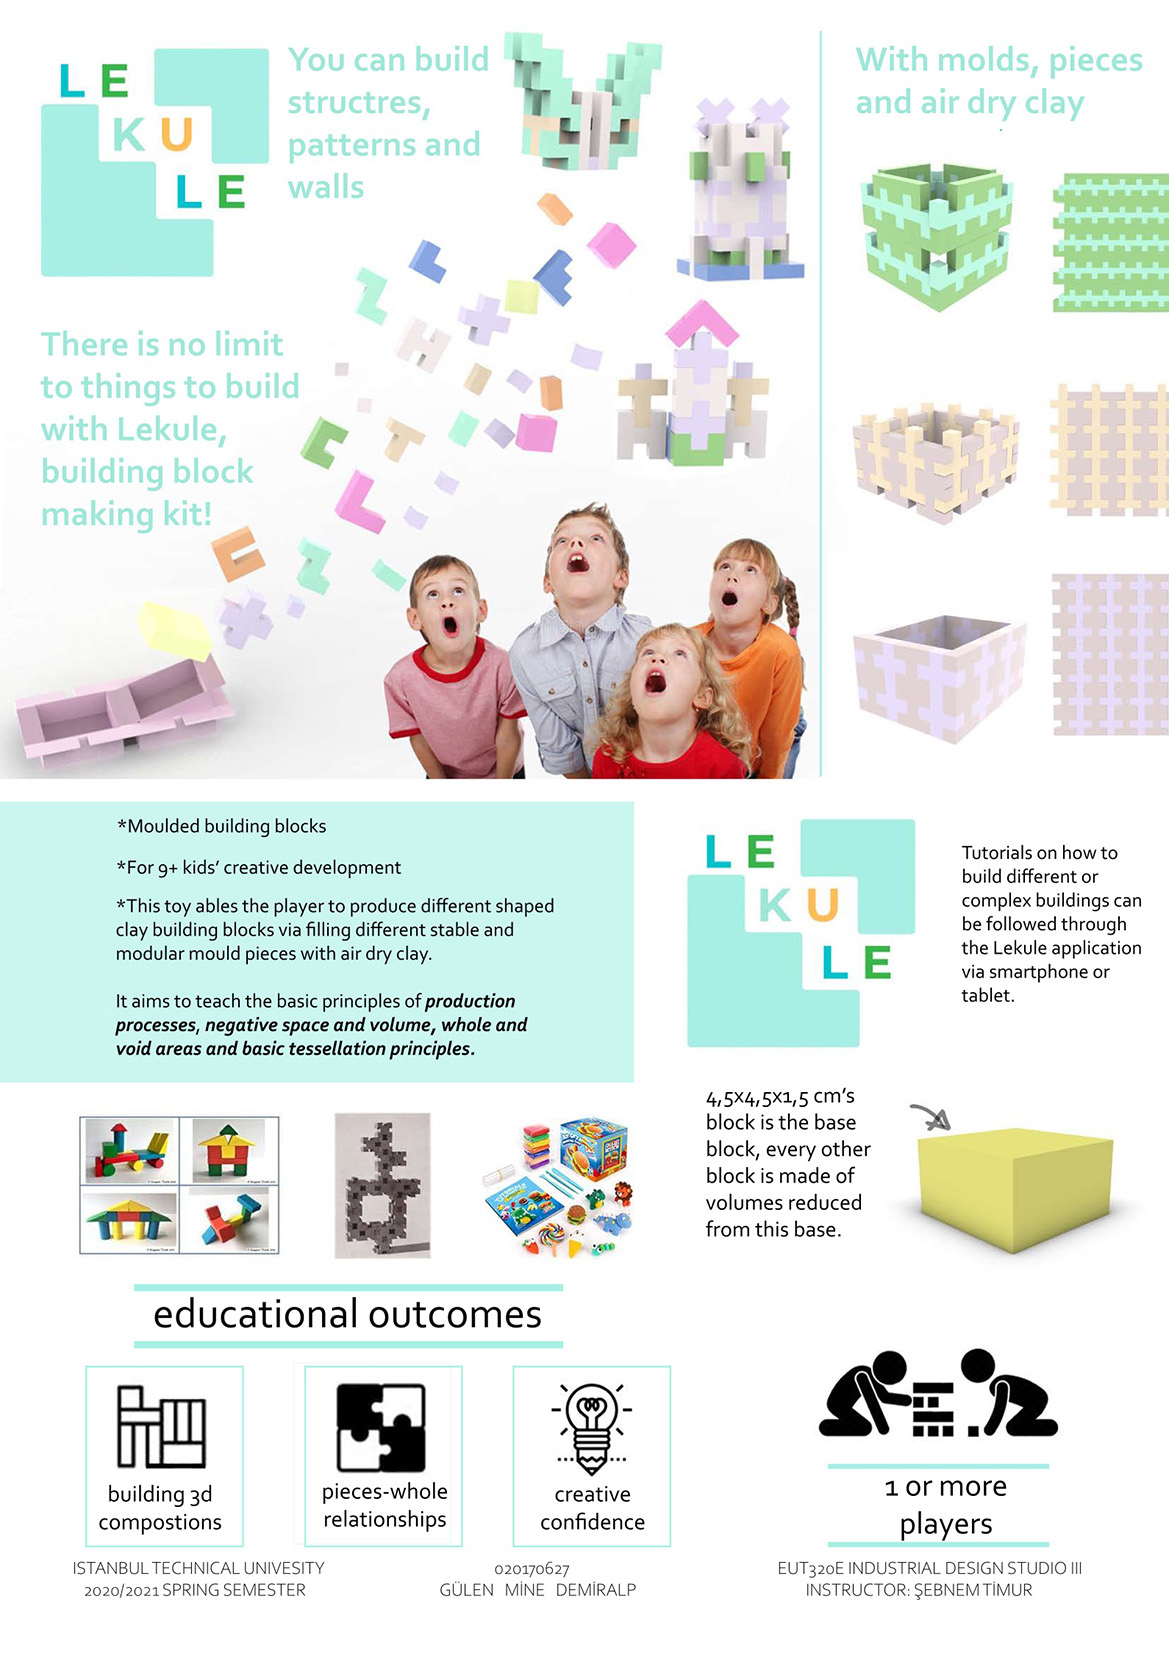 LE
KU
LE
You can build
structres,
patterns and
walls
With molds, pieces
and air dry clay
There is no limit
to things to build
with Lekule,
building block
making kit!
*Moulded building blocks
*For 9+ kids' creative development
*This toy ables the player to produce different shaped
clay building blocks via filling different stable and
modular mould pieces with air dry clay.
It aims to teach the basic principles of production
processes, negative space and volume, whole and
void areas and basic tessellation principles.
LE
KU
LE
Tutorials on how to
build different or
complex buildings can
be followed through
the Lekule application
via smartphone or
tablet.
4,5x4,5x1,5 cm's
block is the base
block, every other
block is made of
volumes reduced
from this base.
educational outcomes
building 3d
compostions
pieces-whole
relationships
creative
confidence
1 or more
players
ISTANBUL TECHNICAL UNIVESITY
2020/2021 SPRING SEMESTER
020170627
GÜLEN MİNE DEMİRALP
EUT320E INDUSTRIAL DESIGN STUDIO III
INSTRUCTOR: ŞEBNEM TİMUR